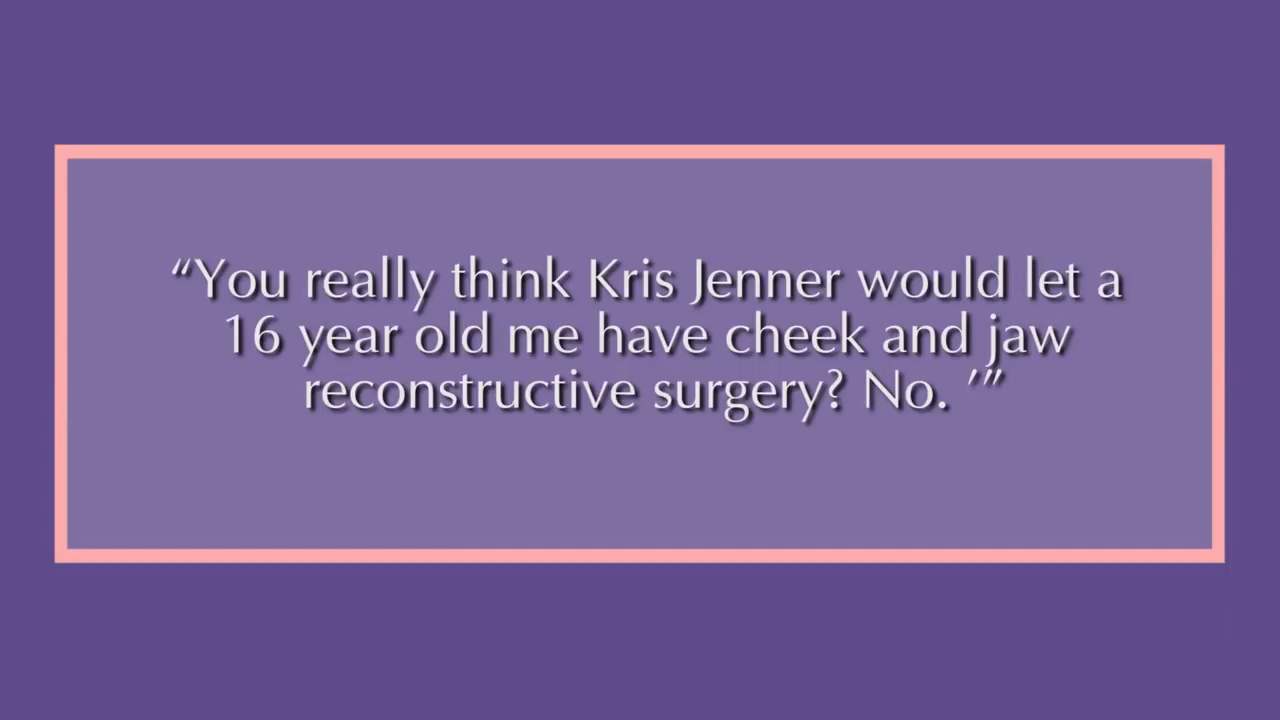 “You really think Kris Jenner would let a
16 year old me have cheek and jaw
reconstructive surgery? No. ’”